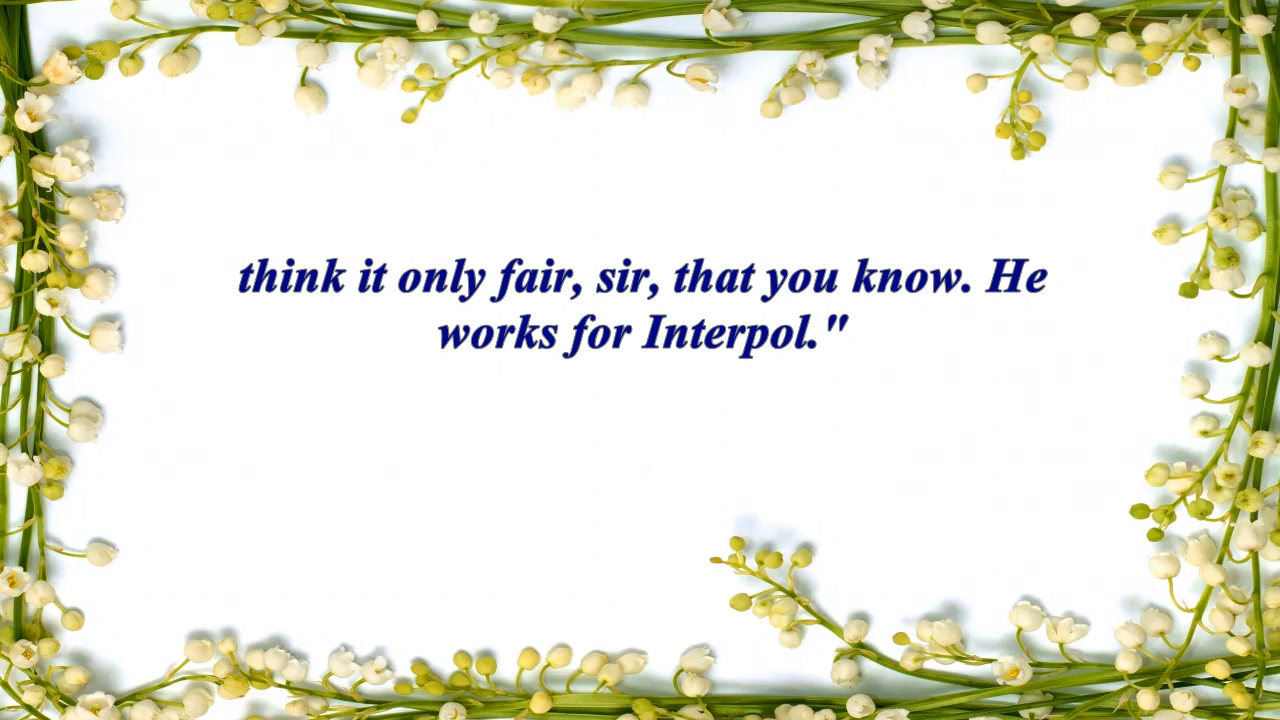 think it only fair, sir, that you know. He
works for Interpol."